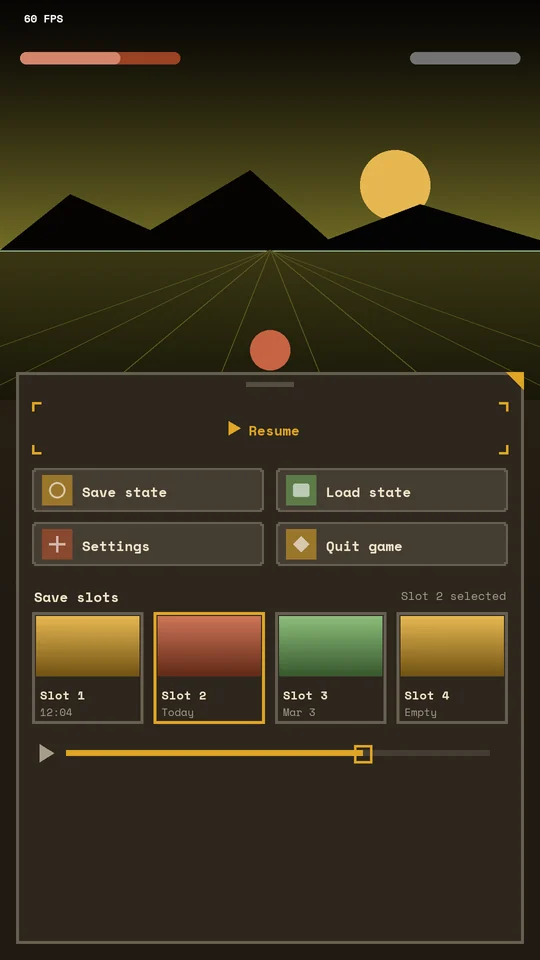 60 FPS
Resume
Save state
Load state
Settings
Quit game
Save slots
Slot 2 selected
Slot 1
12:04
Slot 2
Today
Slot 3
Mar 3
Slot 4
Empty